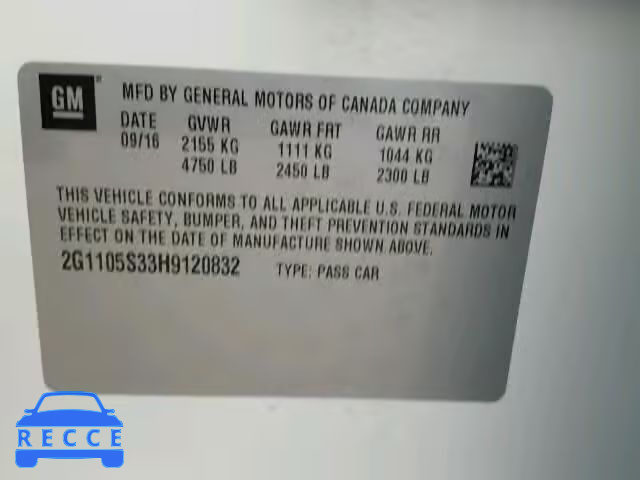 GM
MFD BY GENERAL MOTORS OF CANADA COMPANY
DATE GVWR GAWR FRT GAWR RR
09/16 2155 KG 1111 KG 1044 KG
4750 LB 2450 LB 2300 LB
THIS VEHICLE CONFORMS TO ALL APPLICABLE U.S. FEDERAL MOTOR
VEHICLE SAFETY, BUMPER, AND THEFT PREVENTION STANDARDS IN
EFFECT ON THE DATE OF MANUFACTURE SHOWN ABOVE.
2G1105S33H9120832 TYPE: PASS CAR
RECCE